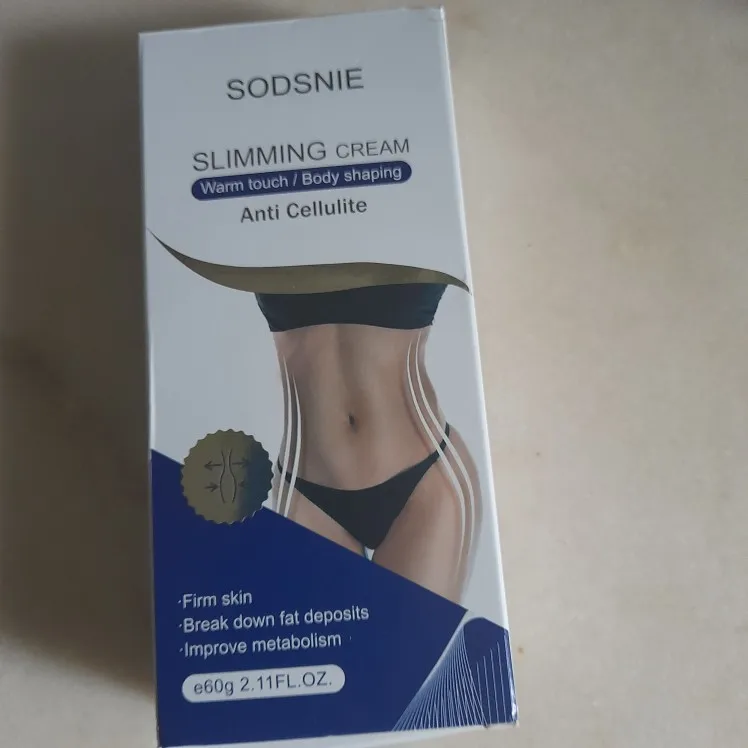 SODSNIE
SLIMMING CREAM
Warm touch / Body shaping
Anti Cellulite
·Firm skin
·Break down fat deposits
·Improve metabolism
e60g 2.11FL.OZ.